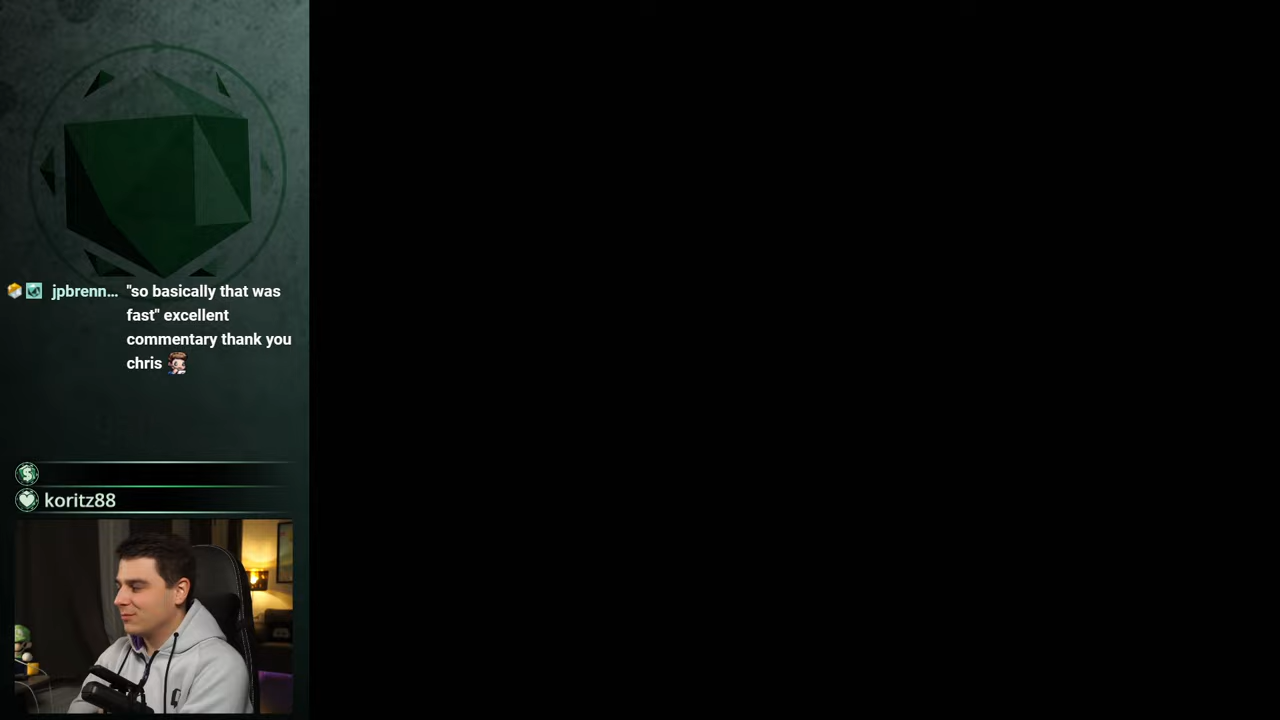 jpbrenn... "so basically that was
fast" excellent
commentary thank you
chris
$
koritz88